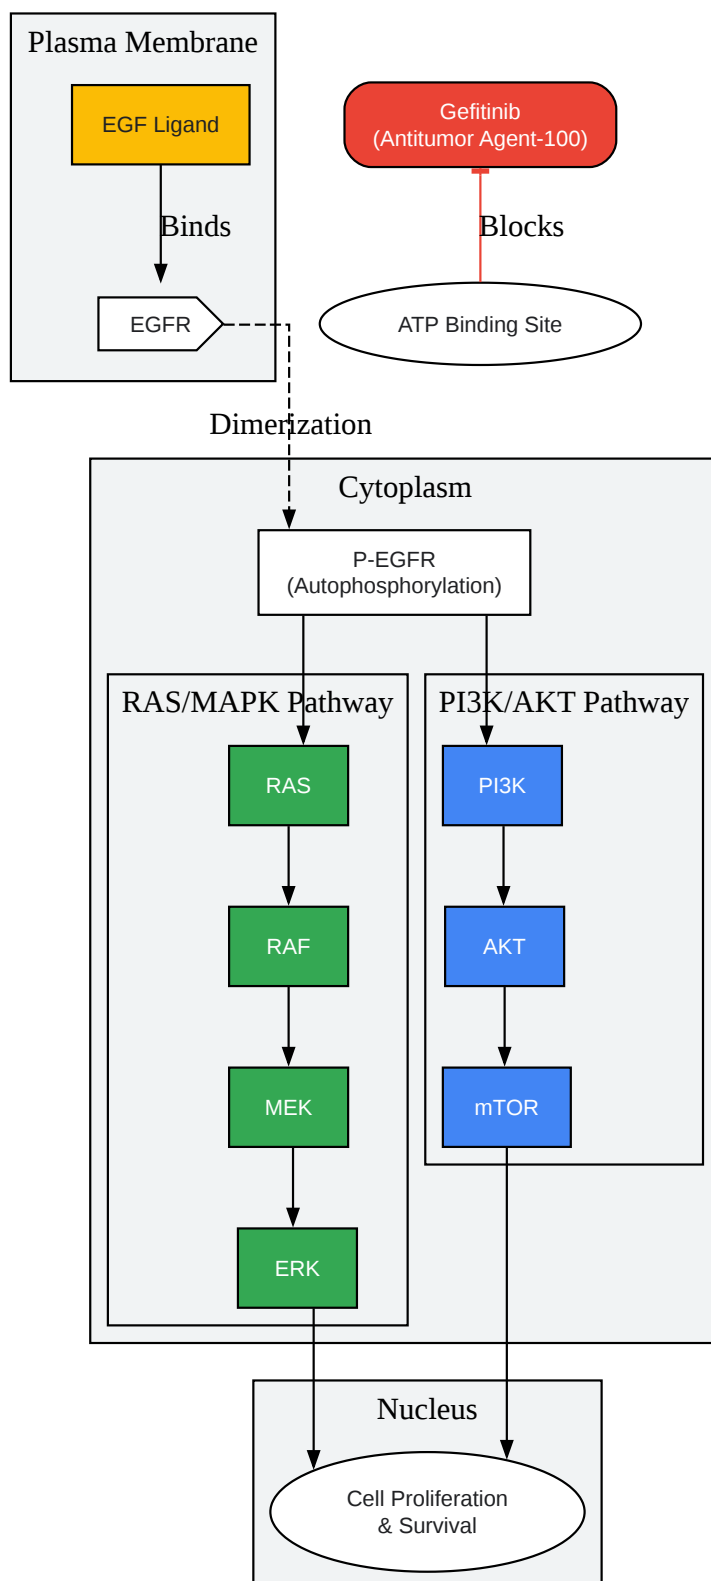 Plasma Membrane
EGF Ligand
Binds
EGFR
Gefitinib
(Antitumor Agent-100)
Blocks
ATP Binding Site
Dimerization
Cytoplasm
P-EGFR
(Autophosphorylation)
RAS/MAPK Pathway
RAS
RAF
MEK
ERK
PI3K/AKT Pathway
PI3K
AKT
mTOR
Nucleus
Cell Proliferation
& Survival